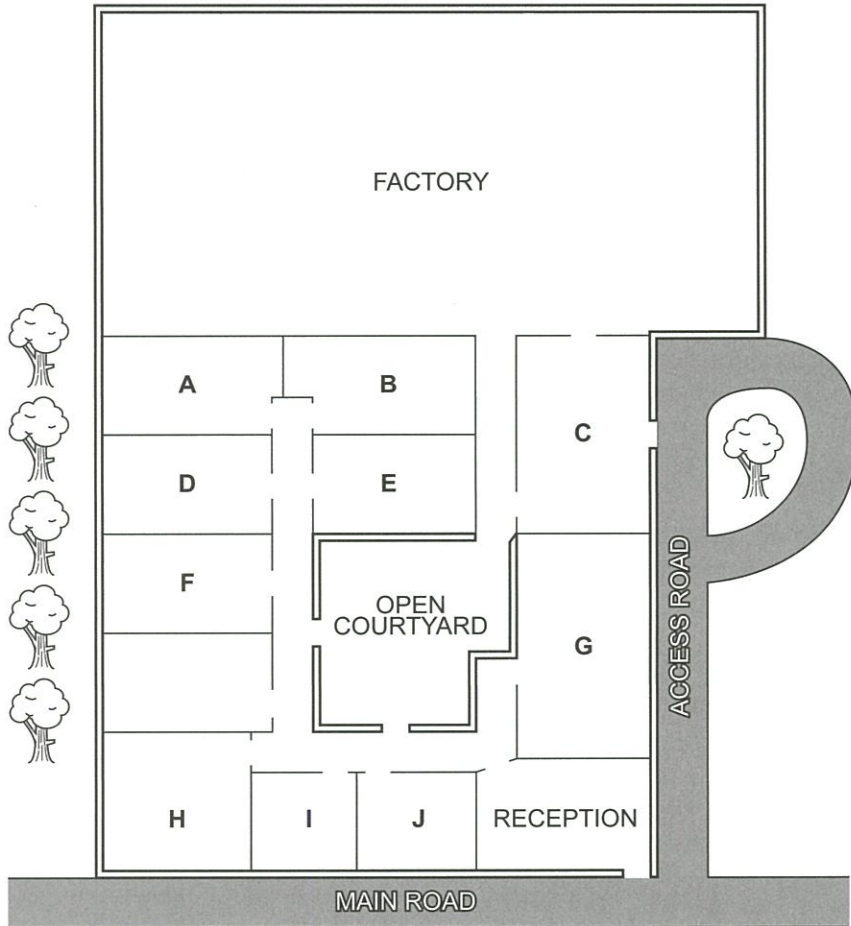 FACTORY
A
B
C
D
E
F
OPEN
COURTYARD
G
ACCESS ROAD
H
I
J
RECEPTION
MAIN ROAD